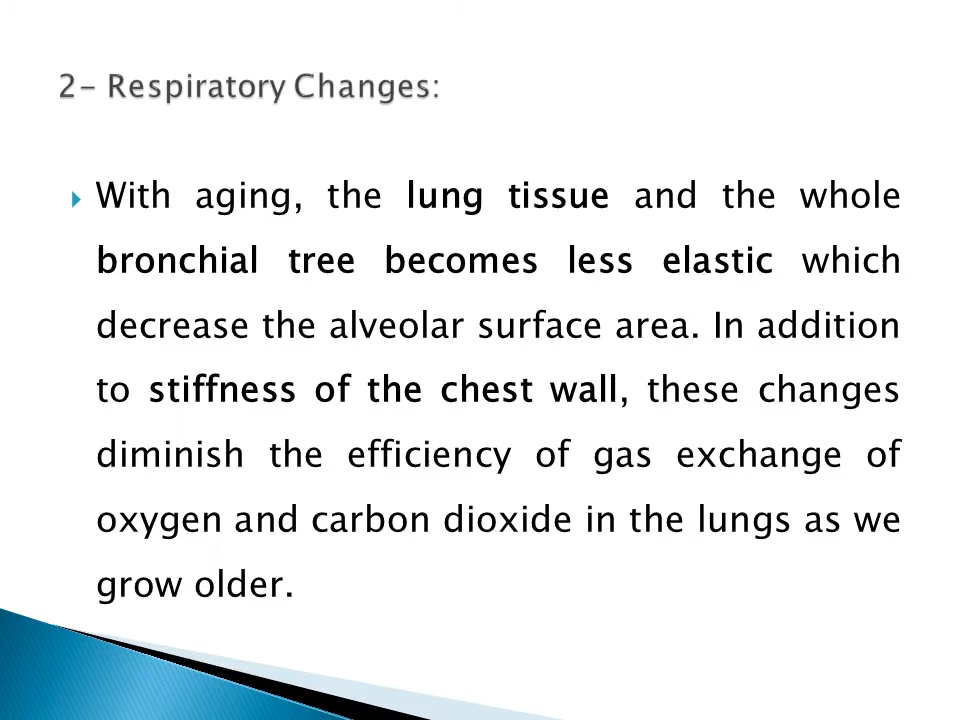 2- Respiratory Changes:
With aging, the lung tissue and the whole
bronchial tree becomes less elastic which
decrease the alveolar surface area. In addition
to stiffness of the chest wall, these changes
diminish the efficiency of gas exchange of
oxygen and carbon dioxide in the lungs as we
grow older.